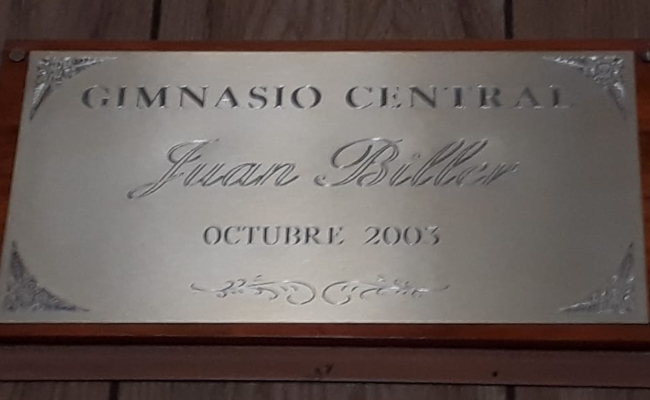 GIMNASIO CENTRAL
Juan Biller
OCTUBRE 2003